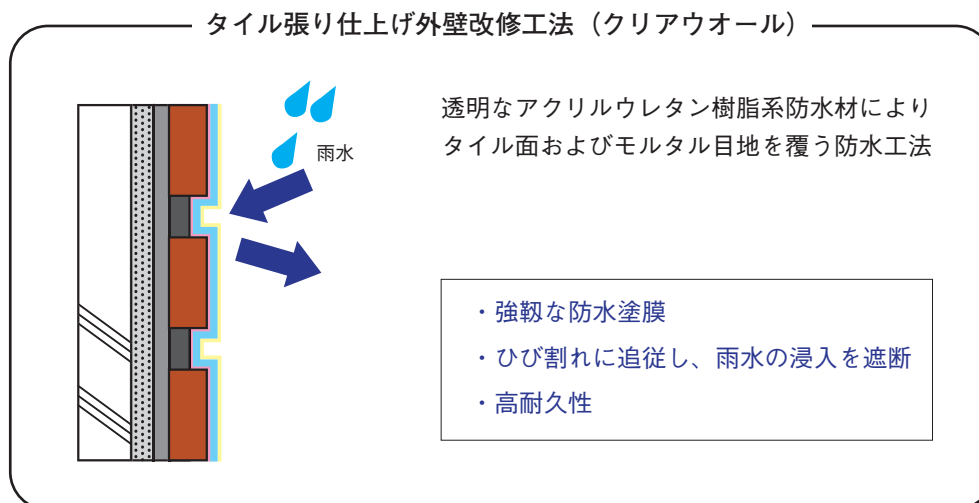 タイル張り仕上げ外壁改修工法（クリアウオール）
雨水
透明なアクリルウレタン樹脂系防水材により
タイル面およびモルタル目地を覆う防水工法
・強靱な防水塗膜
・ひび割れに追従し、雨水の浸入を遮断
・高耐久性